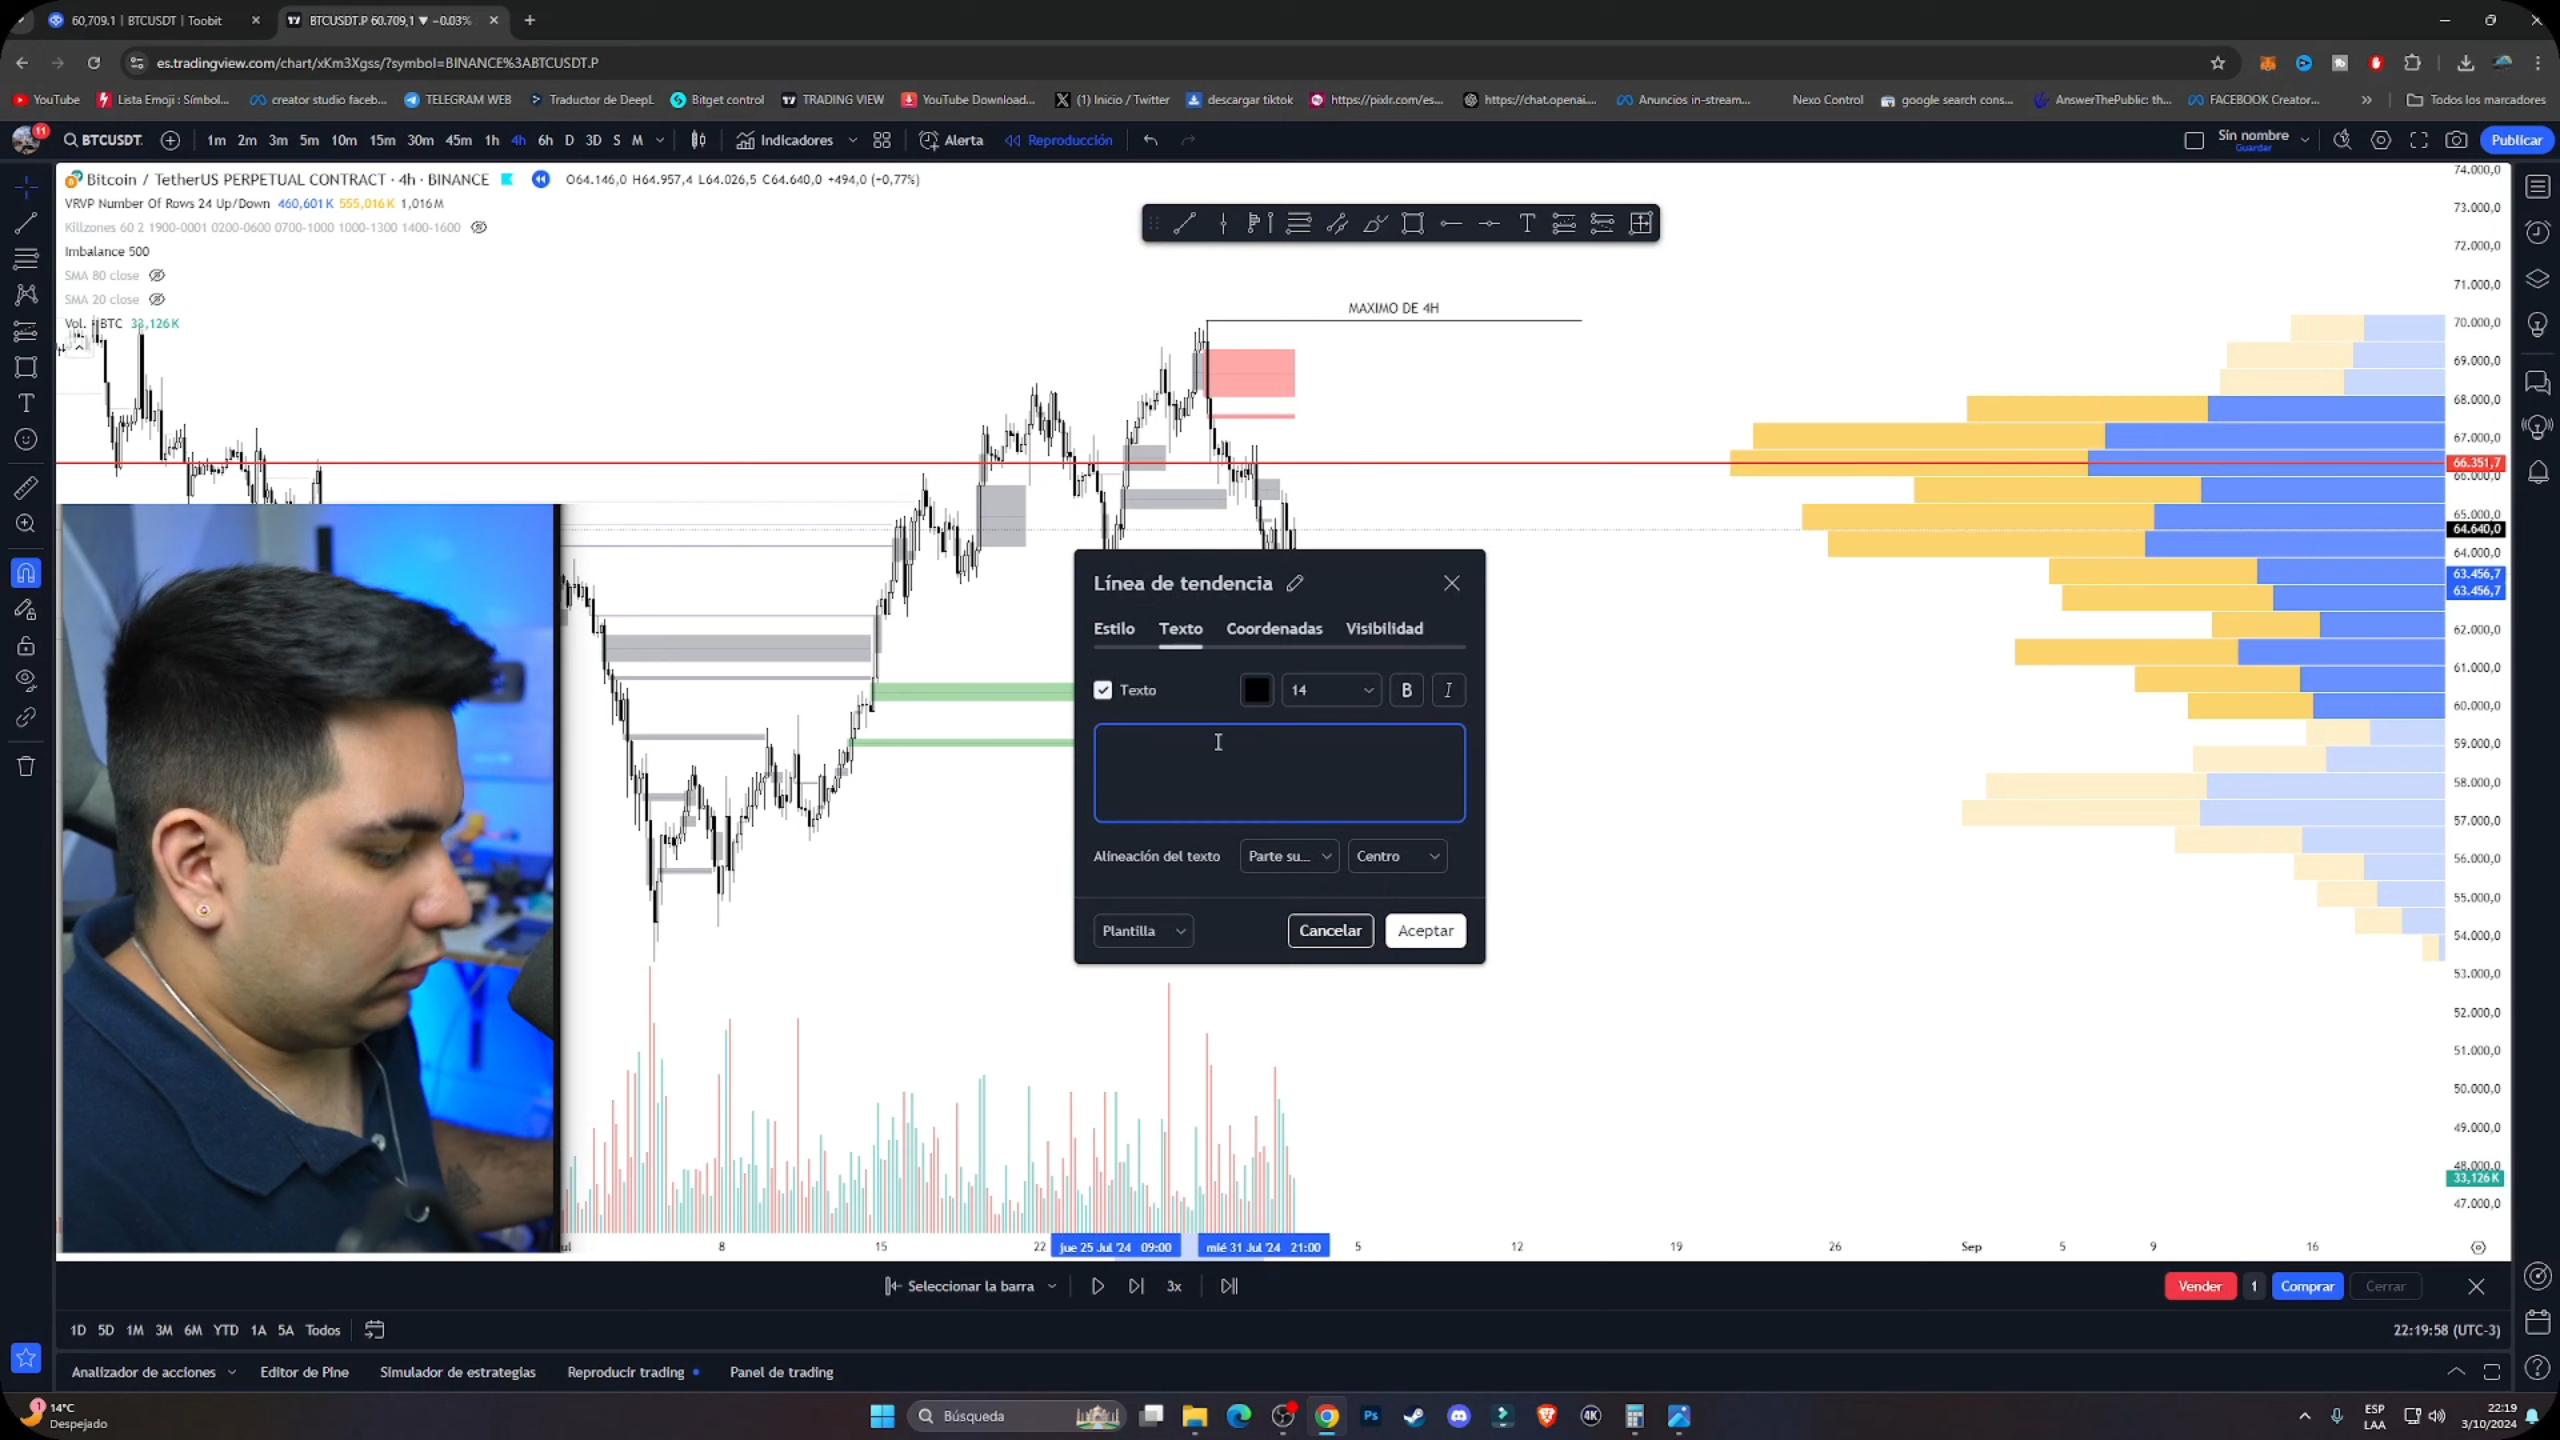 60,709.1 | BTCUSDT | Toobit
BTCUSDT.P 60.709,1 ▼ −0.03%
es.tradingview.com/chart/xKm3Xgss/?symbol=BINANCE%3ABTCUSDT.P
YouTube
Lista Emoji : Símbol...
creator studio faceb...
TELEGRAM WEB
Traductor de DeepL
Bitget control
TRADING VIEW
YouTube Download...
(1) Inicio / Twitter
descargar tiktok
https://pixlr.com/es...
https://chat.openai....
Anuncios in-stream...
Nexo Control
google search cons...
AnswerThePublic: th...
FACEBOOK Creator...
Todos los marcadores
11
BTCUSDT.
1m 2m 3m 5m 10m 15m 30m 45m 1h 4h 6h D 3D S M
Indicadores
Alerta
Reproducción
Sin nombre
Guardar
Publicar
Bitcoin / TetherUS PERPETUAL CONTRACT · 4h · BINANCE
O64.146,0 H64.957,4 L64.026,5 C64.640,0 +494,0 (+0,77%)
VRVP Number Of Rows 24 Up/Down 460,601K 555,016K 1,016M
Killzones 60 2 1900-0001 0200-0600 0700-1000 1000-1300 1400-1600
Imbalance 500
SMA 80 close
SMA 20 close
Vol. · BTC 33,126K
MAXIMO DE 4H
74.000,0
73.000,0
72.000,0
71.000,0
70.000,0
69.000,0
68.000,0
67.000,0
66.351,7
66.000,0
65.000,0
64.640,0
64.000,0
63.456,7
63.456,7
62.000,0
61.000,0
60.000,0
59.000,0
58.000,0
57.000,0
56.000,0
55.000,0
54.000,0
53.000,0
52.000,0
51.000,0
50.000,0
49.000,0
48.000,0
33,126K
47.000,0
Línea de tendencia
Estilo
Texto
Coordenadas
Visibilidad
Texto
14
B
I
Alineación del texto
Parte su...
Centro
Plantilla
Cancelar
Aceptar
8
15
22
jue 25 Jul '24 09:00
mié 31 Jul '24 21:00
5
12
19
26
Sep
5
9
16
Seleccionar la barra
3x
Vender
1
Comprar
Cerrar
1D 5D 1M 3M 6M YTD 1A 5A Todos
22:19:58 (UTC-3)
Analizador de acciones
Editor de Pine
Simulador de estrategias
Reproducir trading
Panel de trading
1
14°C
Despejado
Búsqueda
Ps
4K
ESP
LAA
22:19
3/10/2024